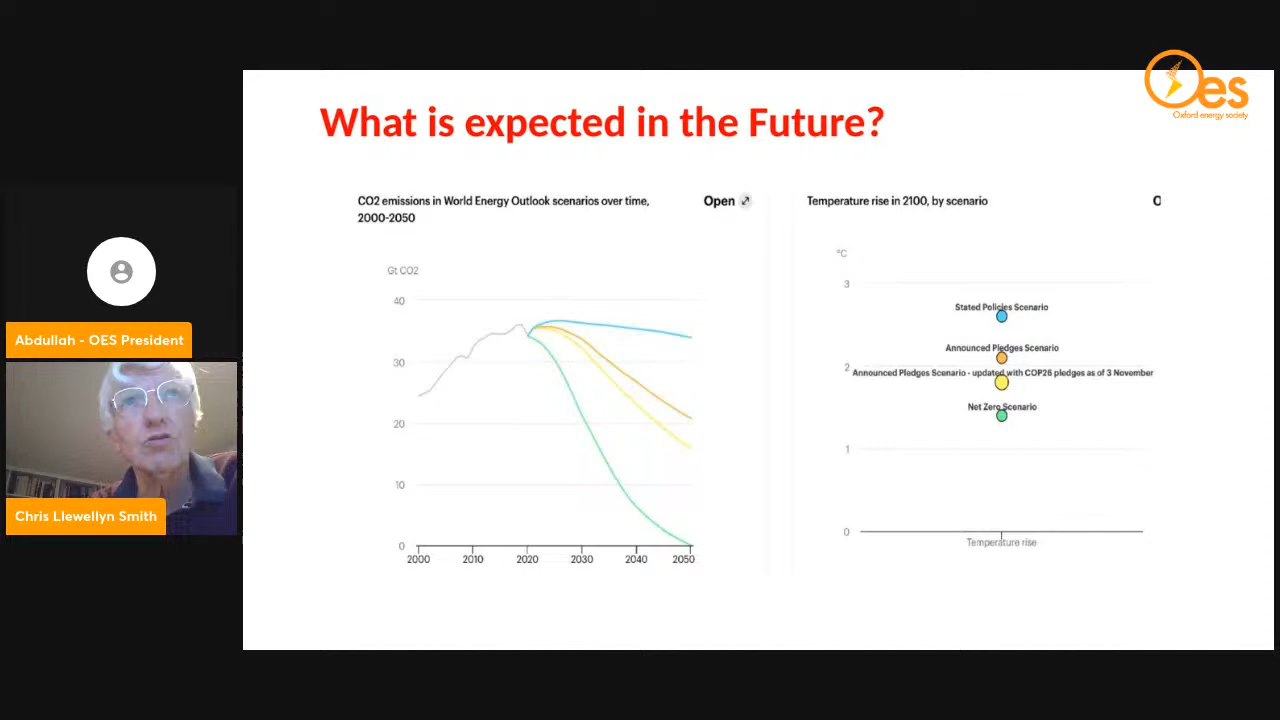 What is expected in the Future?
Oes
Oxford energy society
CO2 emissions in World Energy Outlook scenarios over time,
2000-2050
Open
Gt CO2
40
30
20
10
0
2000 2010 2020 2030 2040 2050
Temperature rise in 2100, by scenario
O
°C
3
Stated Policies Scenario
Announced Pledges Scenario
2
Announced Pledges Scenario - updated with COP26 pledges as of 3 November
Net Zero Scenario
1
0
Temperature rise
Abdullah - OES President
Chris Llewellyn Smith